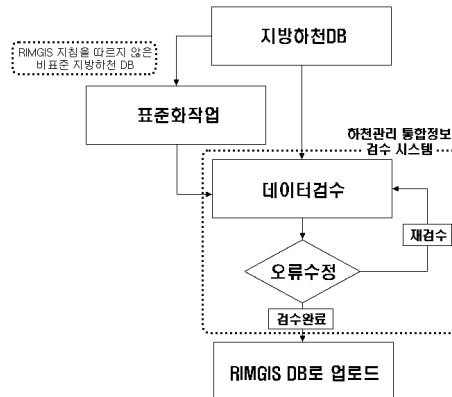 지방하천DB
RIMGIS 지침을 따르지 않은
비표준 지방하천 DB
표준화작업
하천관리 통합정보
검수 시스템
데이터검수
재검수
오류수정
검수완료
RIMGIS DB로 업로드